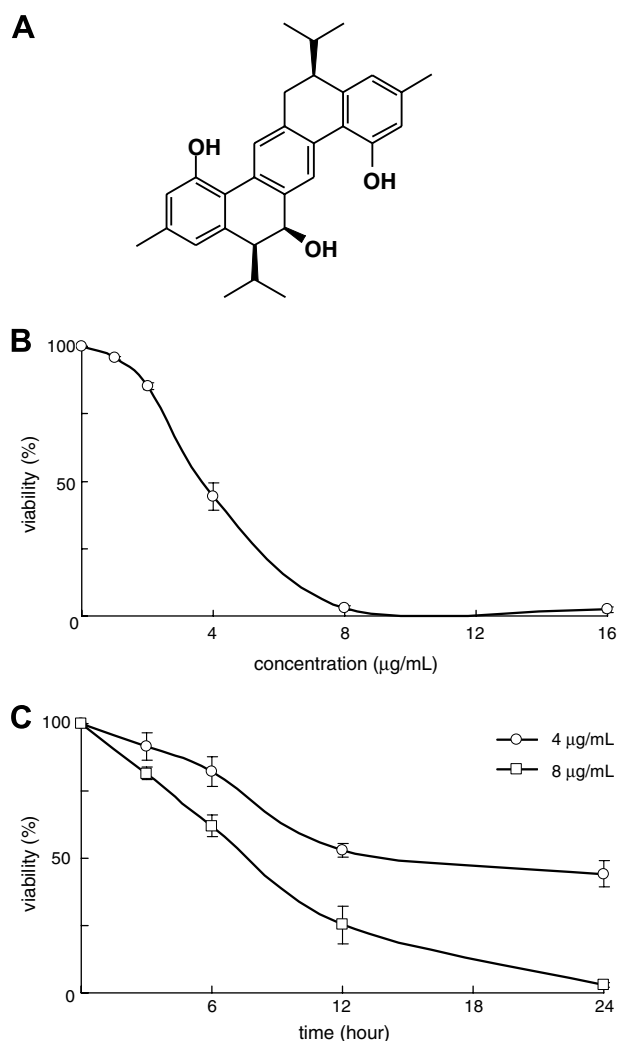 A
OH
OH
OH
B
100
50
0
viability (%)
4
8
12
16
concentration (μg/mL)
C
100
50
0
viability (%)
4 μg/mL
8 μg/mL
6
12
18
24
time (hour)